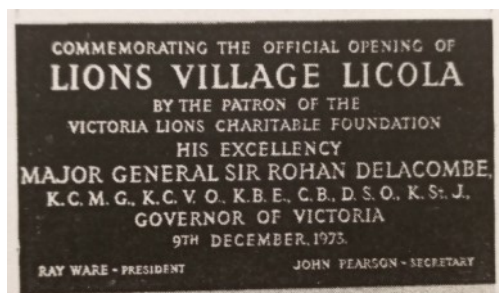 COMMEMORATING THE OFFICIAL OPENING OF
LIONS VILLAGE LICOLA
BY THE PATRON OF THE
VICTORIA LIONS CHARITABLE FOUNDATION
HIS EXCELLENCY
MAJOR GENERAL SIR ROHAN DELACOMBE,
K.C.M.G., K.C.V.O., K.B.E., C.B., D.S.O., K.St.J.,
GOVERNOR OF VICTORIA
9TH DECEMBER, 1973.
RAY WARE - PRESIDENT JOHN PEARSON - SECRETARY